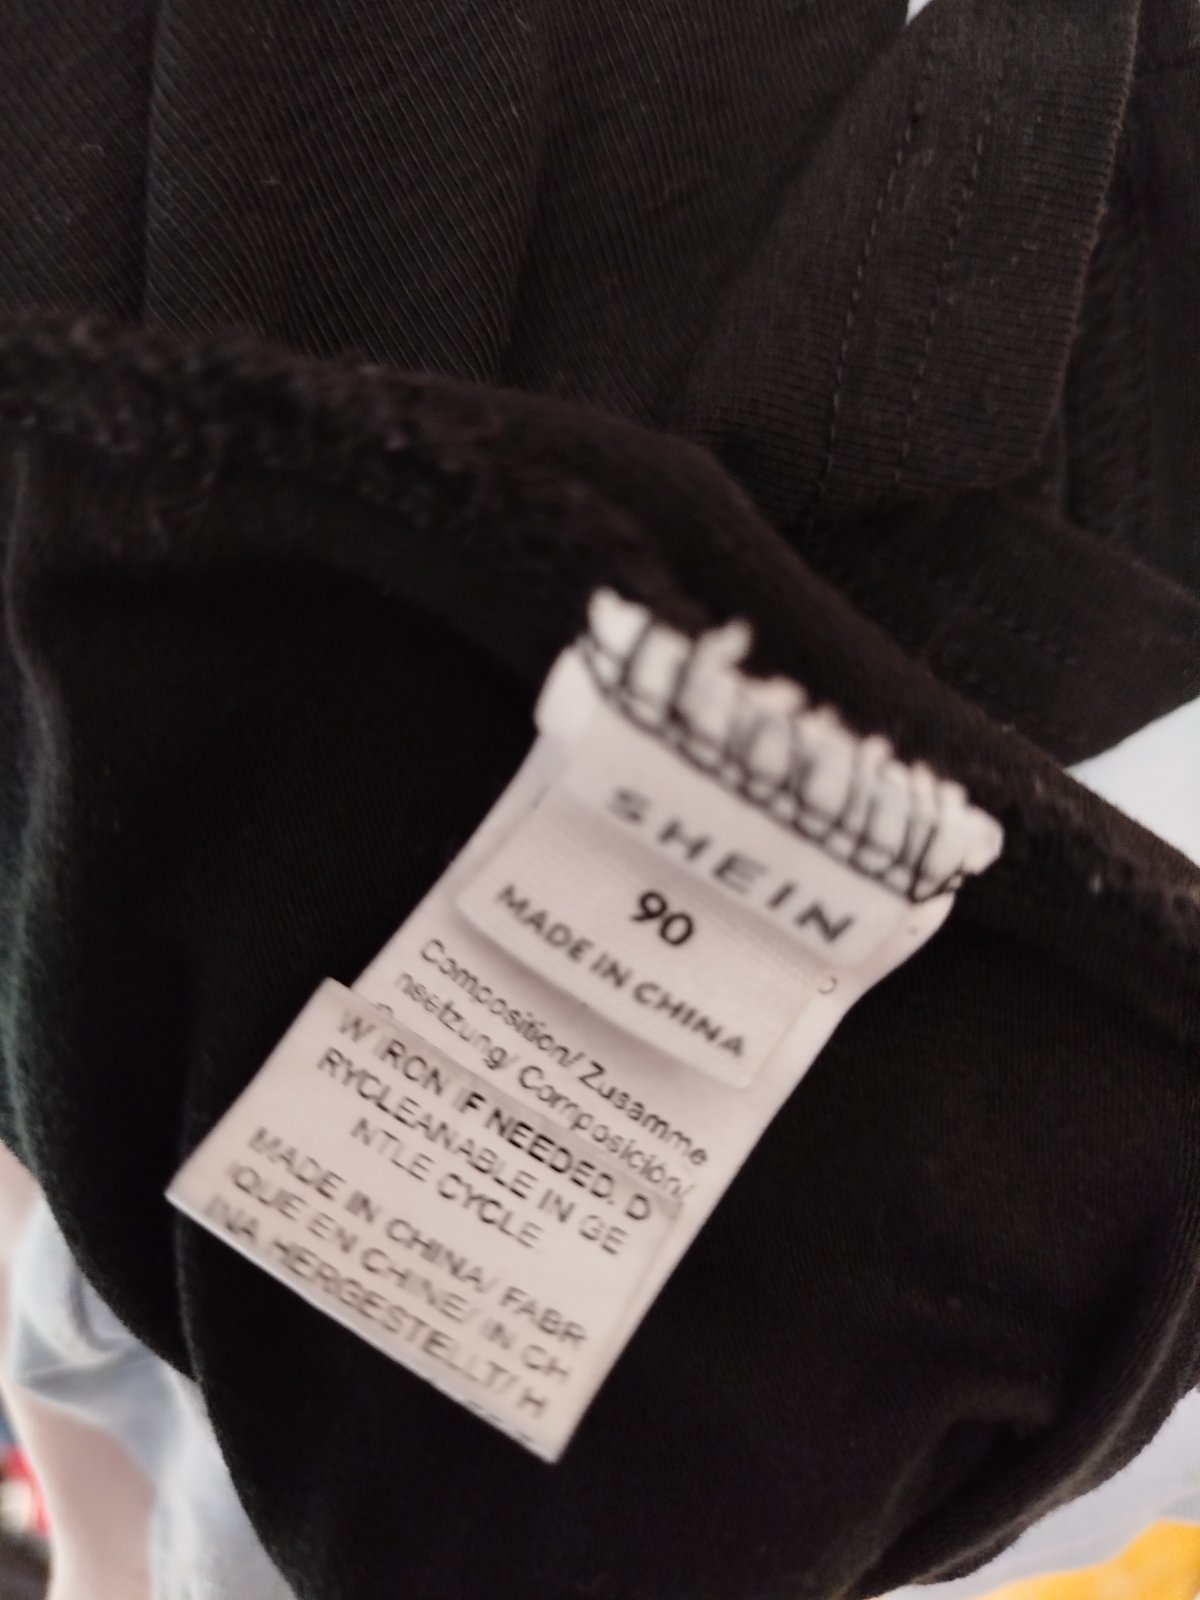 SHEIN
90
MADE IN CHINA
Composition/ Zusamme
nsetzung/ Composición/
W IRON IF NEEDED. D
RYCLEANABLE IN GE
NTLE CYCLE
MADE IN CHINA/ FABR
IQUE EN CHINE/ IN CH
INA HERGESTELLT/ H